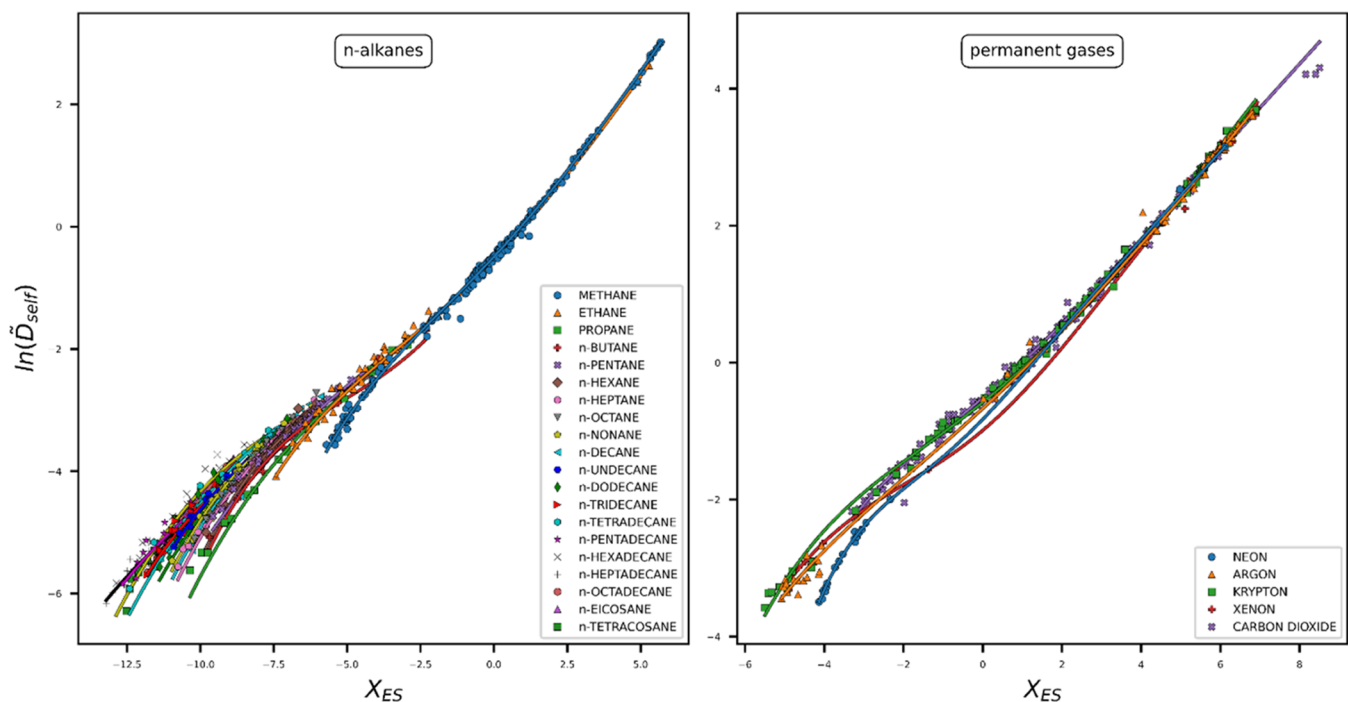 n-alkanes
ln(D̃self)
2
0
−2
−4
−6
−12.5 −10.0 −7.5 −5.0 −2.5 0.0 2.5 5.0
XES
METHANE
ETHANE
PROPANE
n-BUTANE
n-PENTANE
n-HEXANE
n-HEPTANE
n-OCTANE
n-NONANE
n-DECANE
n-UNDECANE
n-DODECANE
n-TRIDECANE
n-TETRADECANE
n-PENTADECANE
n-HEXADECANE
n-HEPTADECANE
n-OCTADECANE
n-EICOSANE
n-TETRACOSANE
permanent gases
4
2
0
−2
−4
−6 −4 −2 0 2 4 6 8
XES
NEON
ARGON
KRYPTON
XENON
CARBON DIOXIDE